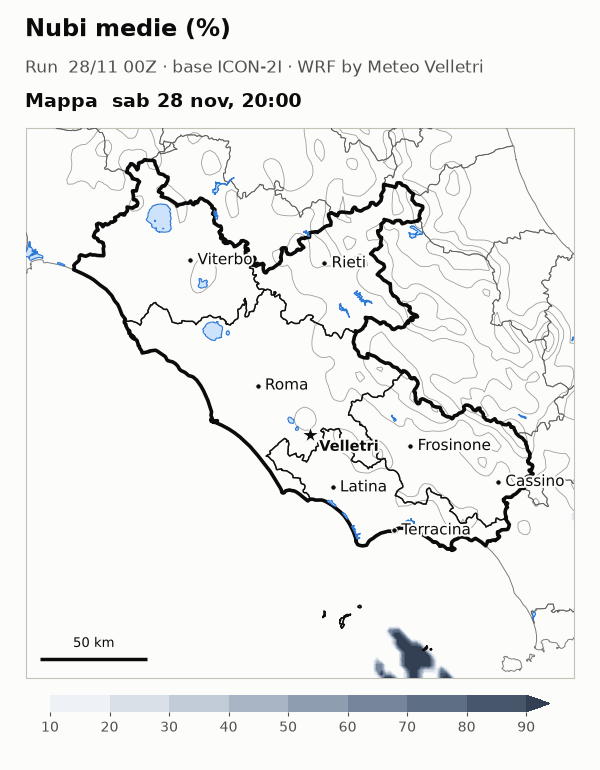 Nubi medie (%)
Run  28/11 00Z · base ICON-2I · WRF by Meteo Velletri
Mappa  sab 28 nov, 20:00
Viterbo
Rieti
Roma
Velletri
Frosinone
Cassino
Latina
Terracina
50 km
10 20 30 40 50 60 70 80 90